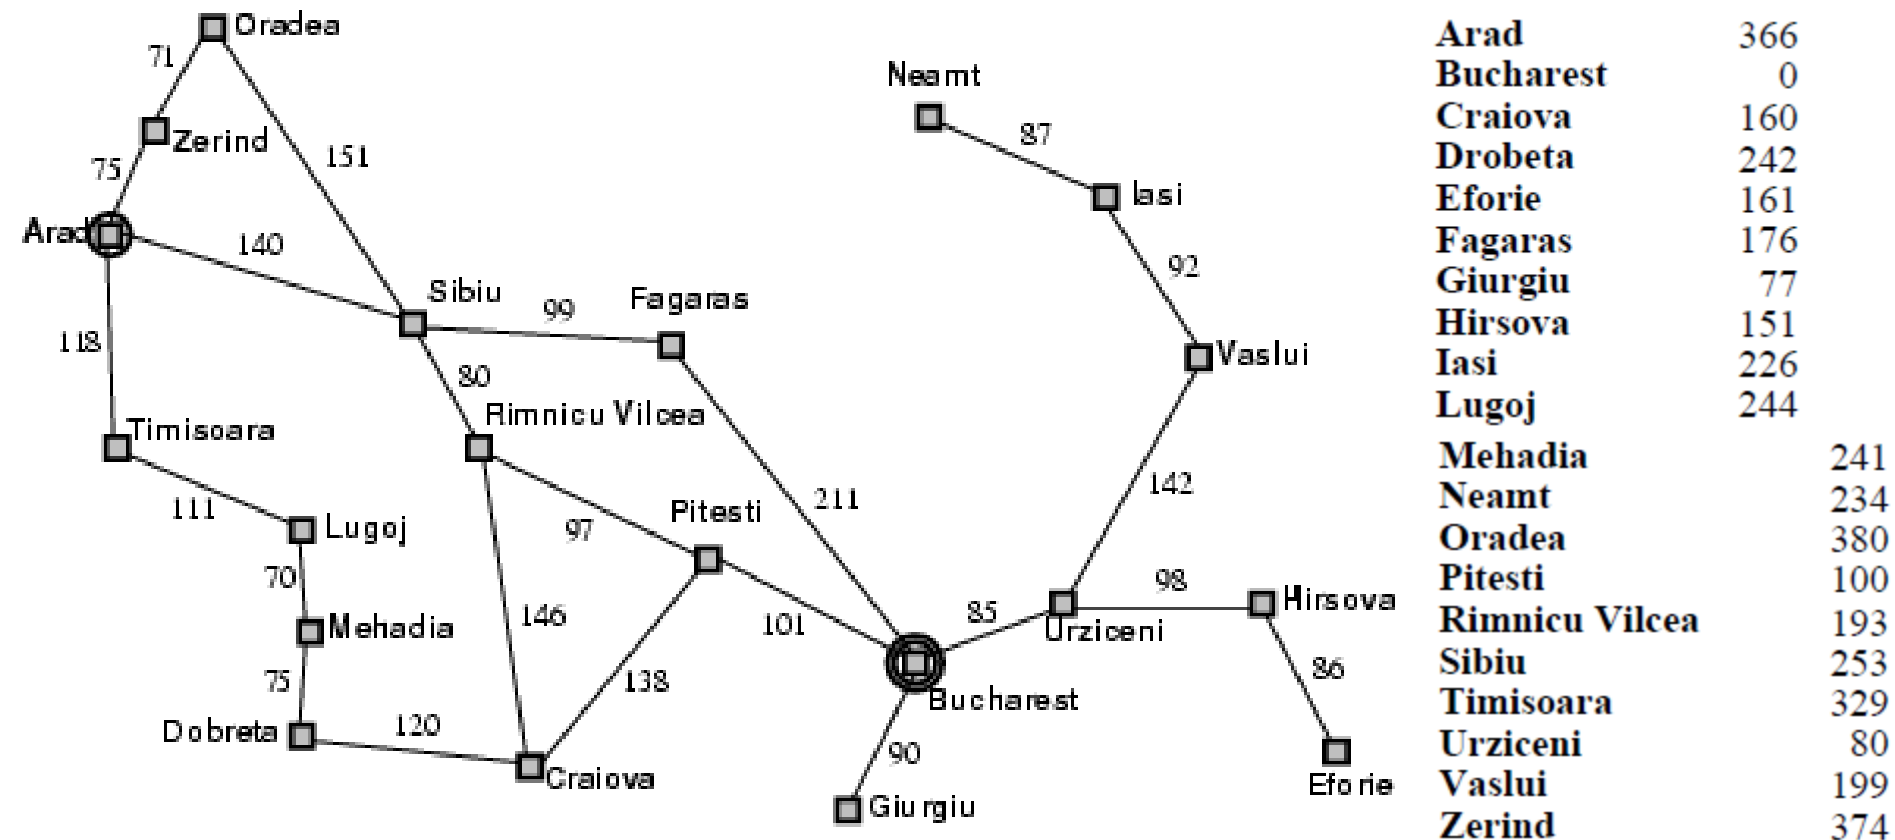 Oradea
71
Neamt
Zerind
87
151
75
Iasi
Arad
140
92
Sibiu
99
Fagaras
118
Vaslui
80
Rimnicu Vilcea
Timisoara
142
111
211
Lugoj
97
Pitesti
70
98
Hirsova
Mehadia
146
101
85
Urziceni
75
138
86
Bucharest
Dobreta
120
90
Craiova
Eforie
Giurgiu
Arad 366
Bucharest 0
Craiova 160
Drobeta 242
Eforie 161
Fagaras 176
Giurgiu 77
Hirsova 151
Iasi 226
Lugoj 244
Mehadia 241
Neamt 234
Oradea 380
Pitesti 100
Rimnicu Vilcea 193
Sibiu 253
Timisoara 329
Urziceni 80
Vaslui 199
Zerind 374